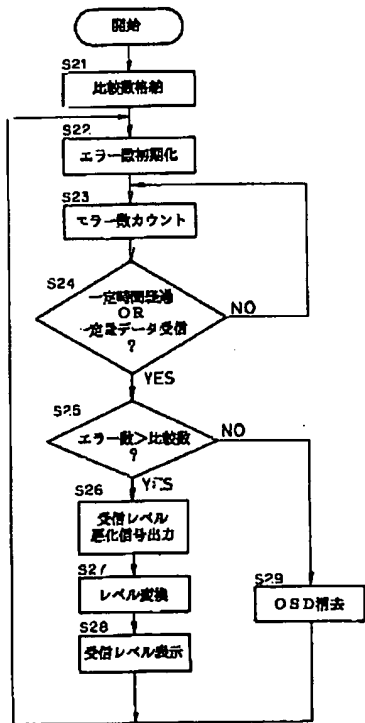 開始
S21
比較数格納
S22
エラー数初期化
S23
エラー数カウント
S24
一定時間経過
OR
一定量データ受信
?
NO
YES
S25
エラー数>比較数
?
NO
YES
S26
受信レベル
悪化信号出力
S27
レベル変換
S28
受信レベル表示
S29
OSD消去